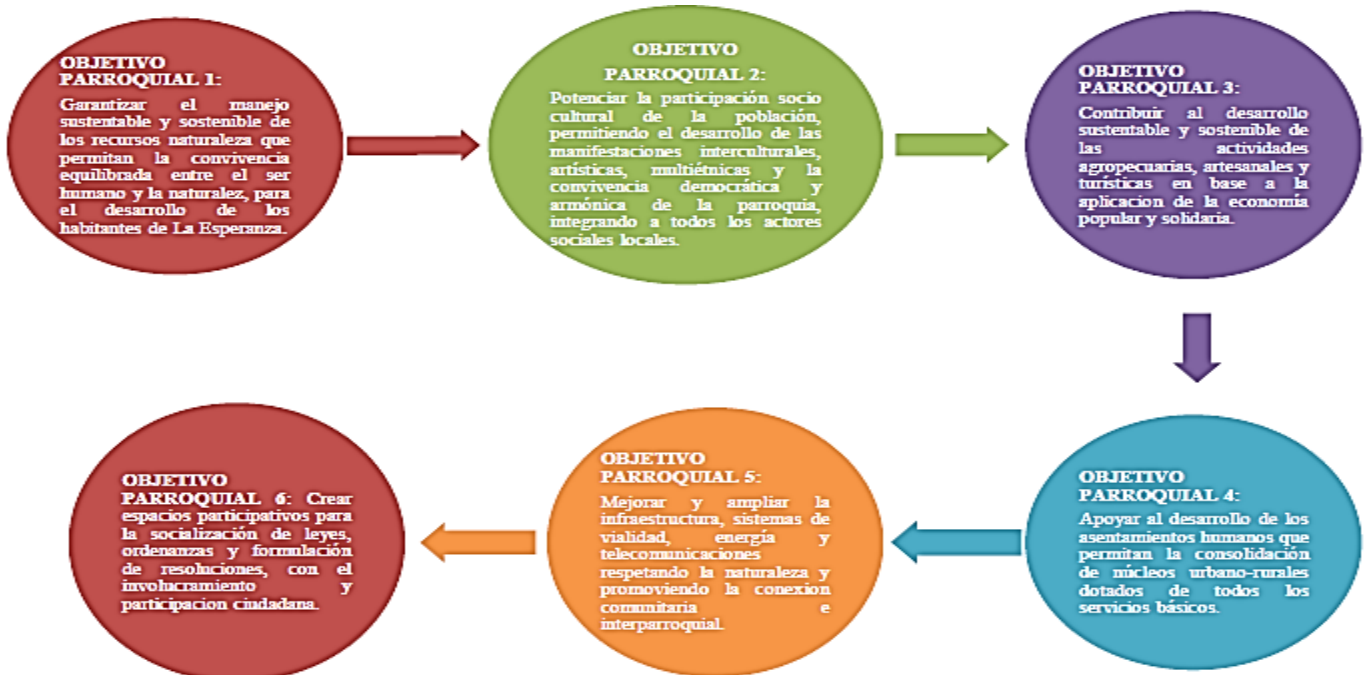 OBJETIVO
PARROQUIAL 1:
Garantizar el manejo
sustentable y sostenible de
los recursos naturaleza que
permitan la convivencia
equilibrada entre el ser
humano y la naturalez, para
el desarrollo de los
habitantes de La Esperanza.
OBJETIVO
PARROQUIAL 2:
Potenciar la participación socio
cultural de la población,
permitiendo el desarrollo de las
manifestaciones interculturales,
artísticas, multiétnicas y la
convivencia democrática y
armónica de la parroquia,
integrando a todos los actores
sociales locales.
OBJETIVO
PARROQUIAL 3:
Contribuir al desarrollo
sustentable y sostenible de
las actividades
agropecuarias, artesanales y
turísticas en base a la
aplicacion de la economía
popular y solidaria.
OBJETIVO
PARROQUIAL 4:
Apoyar al desarrollo de los
asentamientos humanos que
permitan la consolidación
de núcleos urbano-rurales
dotados de todos los
servicios básicos.
OBJETIVO
PARROQUIAL 5:
Mejorar y ampliar la
infraestructura, sistemas de
vialidad, energía y
telecomunicaciones
respetando la naturaleza y
promoviendo la conexion
comunitaria e
interparroquial.
OBJETIVO
PARROQUIAL 6: Crear
espacios participativos para
la socialización de leyes,
ordenanzas y formulación
de resoluciones, con el
involucramiento y
participacion ciudadana.